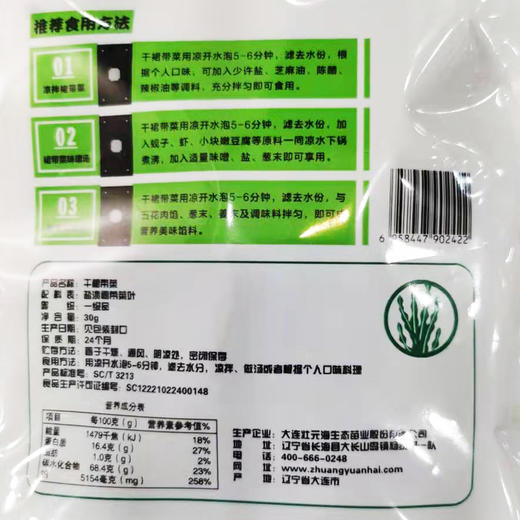 推荐食用方法
01
凉拌裙带菜
干裙带菜用凉开水泡5-6分钟，滤去水份，根
据个人口味，可加入少许盐、芝麻油、陈醋、
辣椒油等调料，充分拌匀即可食用。
02
裙带菜味噌汤
干裙带菜用凉开水泡5-6分钟，滤去水份，加
入蚬子、虾、小块嫩豆腐等原料一同凉水下锅
煮沸，加入适量味噌、盐、葱末即可享用。
03
干裙带菜用凉开水泡5-6分钟，滤去水份，与
五花肉馅、葱末、姜末及调味料拌匀，即可成
营养美味馅料。
6 958447 902422
产品名称：干裙带菜
配料表：盐渍裙带菜叶
等级：一级品
净含量：30g
生产日期：见包装封口
保质期：24个月
贮存方法：置于干燥、通风、阴凉处，密闭保存
食用方法：用凉开水泡5-6分钟，滤去水分，凉拌、做汤或者根据个人口味料理
产品标准号：SC/T 3213
食品生产许可证编号：SC12221022400148
营养成分表
项目 每100克(g) 营养素参考值%
能量 1479千焦(kJ) 18%
蛋白质 16.4克(g) 27%
脂肪 1.0克(g) 2%
碳水化合物 68.4克(g) 23%
钠 5154毫克(mg) 258%
生产企业：大连壮元海生态苗业股份有限公司
地址：辽宁省长海县大长山岛镇杨家村一队
电话：400-666-0248
网址：www.zhuangyuanhai.com
产地：辽宁省大连市